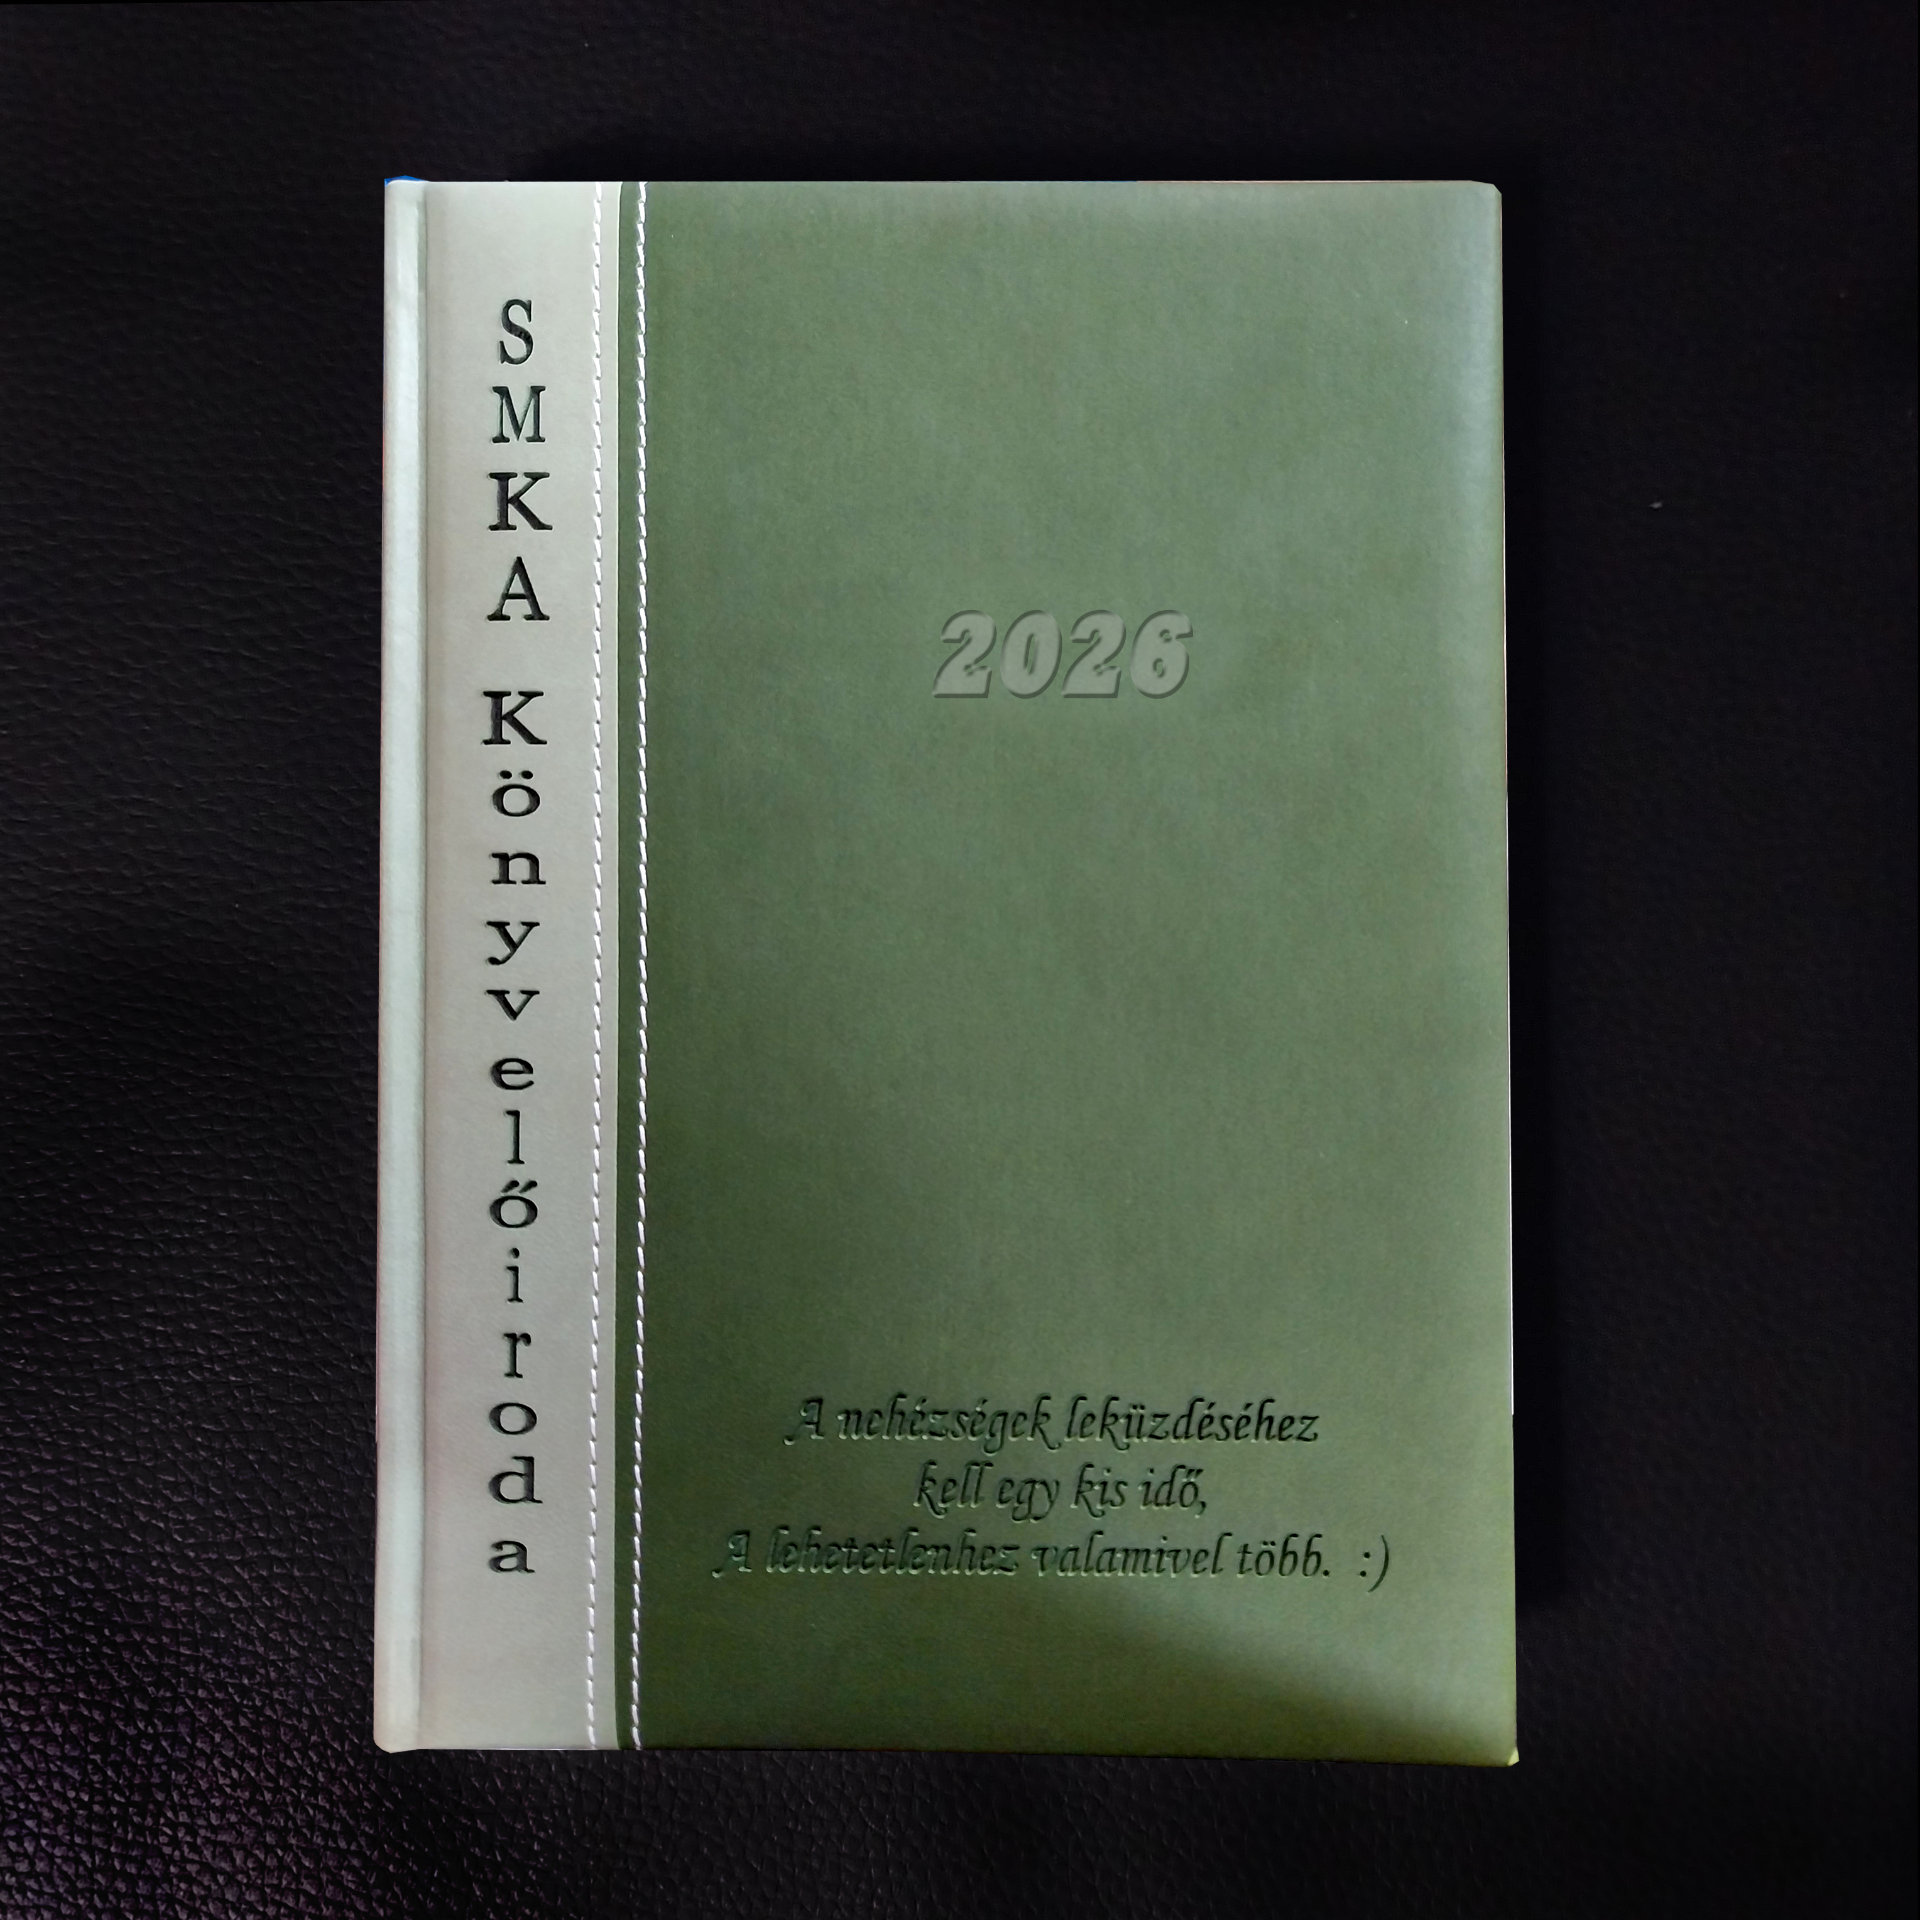 SMKA Könyvelőiroda
2026
A nehézségek leküzdéséhez
kell egy kis idő,
A lehetetlenhez valamivel több. :)